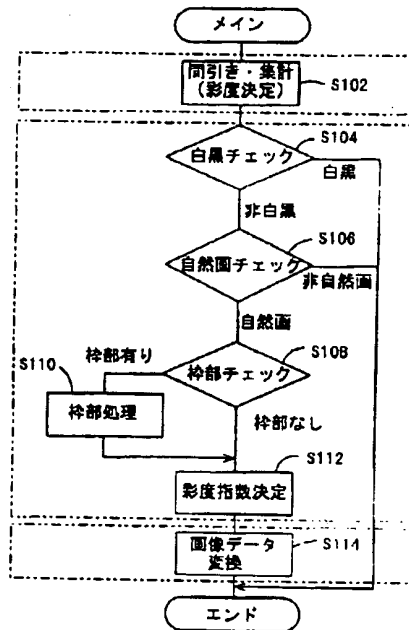 メイン
間引き・集計
(彩度決定)
S102
S104
白黒チェック
白黒
非白黒
S106
自然画チェック
非自然画
自然画
S108
枠部有り
枠部チェック
S110
枠部処理
枠部なし
S112
彩度指数決定
画像データ
変換
S114
エンド